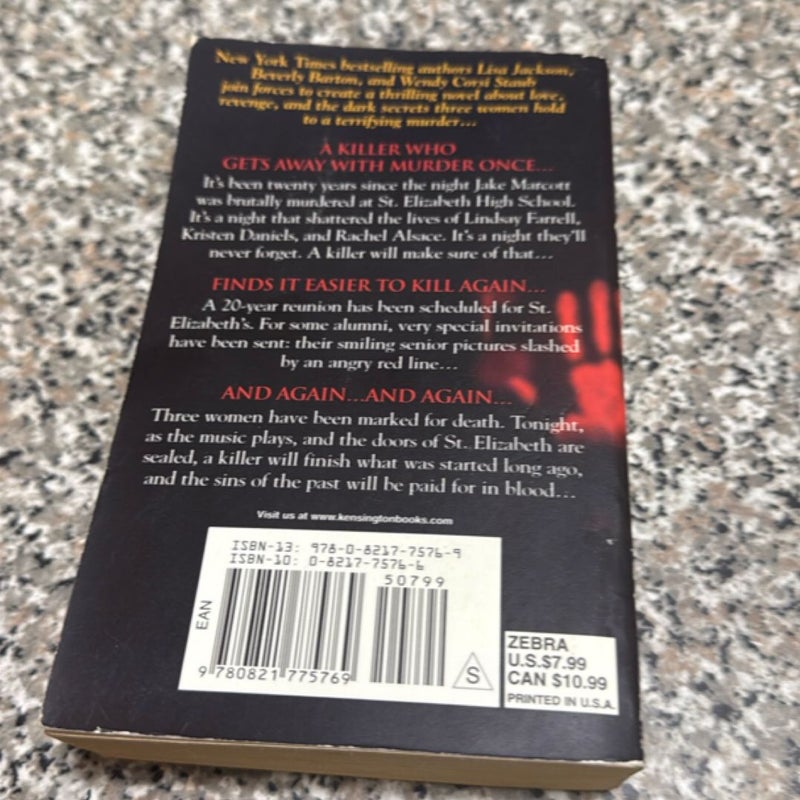 New York Times bestselling authors Lisa Jackson,
Beverly Barton, and Wendy Corsi Staub
join forces to create a thrilling novel about love,
revenge, and the dark secrets three women hold
to a terrifying murder...
A KILLER WHO
GETS AWAY WITH MURDER ONCE...
It's been twenty years since the night Jake Marcott
was brutally murdered at St. Elizabeth High School.
It's a night that shattered the lives of Lindsay Farrell,
Kristen Daniels, and Rachel Alsace. It's a night they'll
never forget. A killer will make sure of that...
FINDS IT EASIER TO KILL AGAIN...
A 20-year reunion has been scheduled for St.
Elizabeth's. For some alumni, very special invitations
have been sent: their smiling senior pictures slashed
by an angry red line...
AND AGAIN...AND AGAIN...
Three women have been marked for death. Tonight,
as the music plays, and the doors of St. Elizabeth are
sealed, a killer will finish what was started long ago,
and the sins of the past will be paid for in blood...
Visit us at www.kensingtonbooks.com
ISBN-13: 978-0-8217-7576-9
ISBN-10: 0-8217-7576-6
50799
EAN
9 780821 775769
S
ZEBRA
U.S.$7.99
CAN $10.99
PRINTED IN U.S.A.